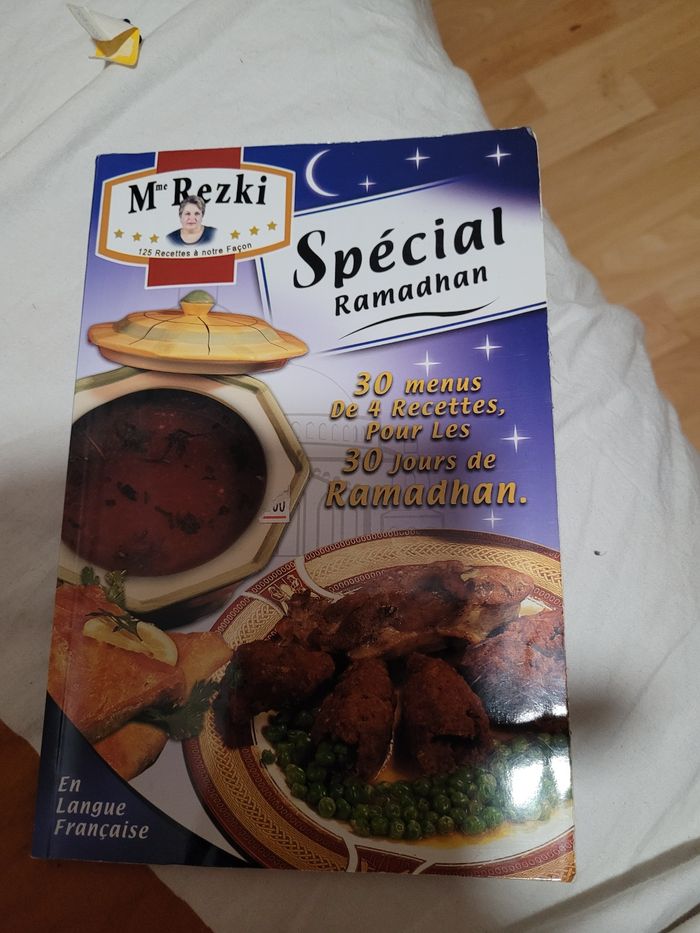 Mme Rezki
125 Recettes à notre Façon
Spécial
Ramadhan
30 menus
De 4 Recettes,
Pour Les
30 Jours de
Ramadhan.
En
Langue
Française